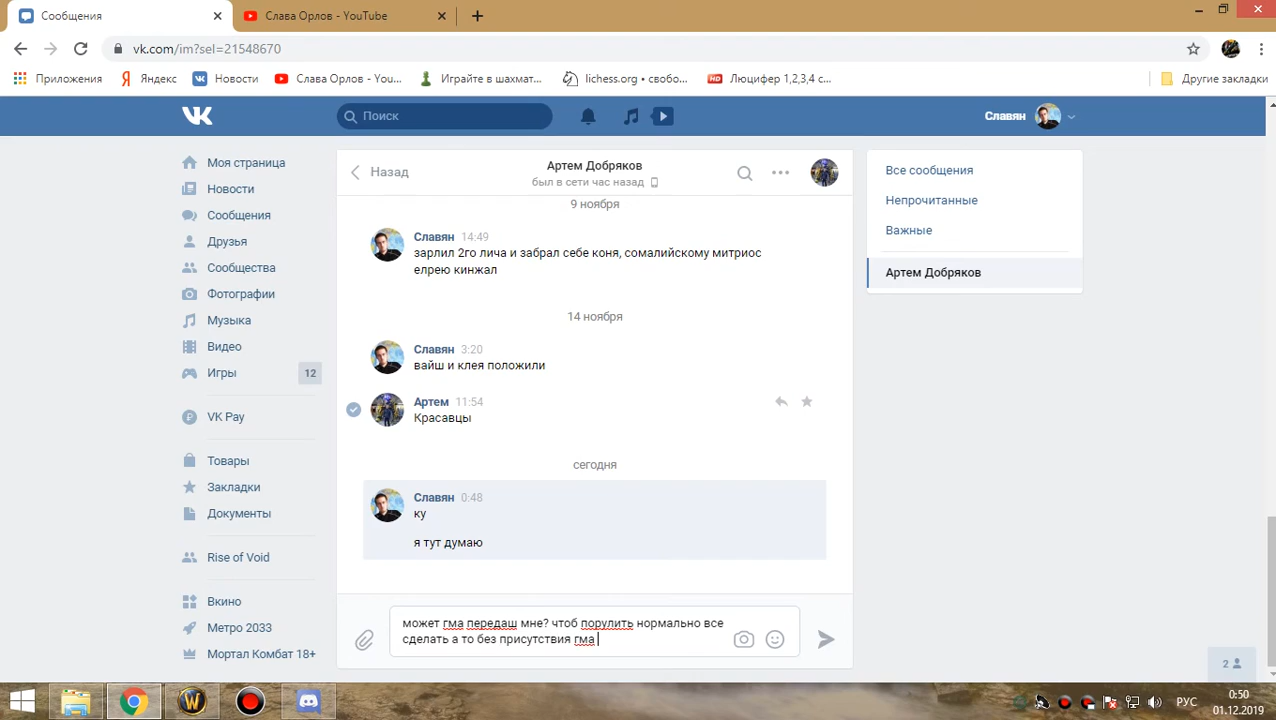 Сообщения
Слава Орлов - YouTube
vk.com/im?sel=21548670
Приложения
Яндекс
Новости
Слава Орлов - You...
Играйте в шахмат...
lichess.org • свобо...
HD
Люцифер 1,2,3,4 с...
Другие закладки
Поиск
Славян
Моя страница
Новости
Сообщения
Друзья
Сообщества
Фотографии
Музыка
Видео
Игры
12
VK Pay
Товары
Закладки
Документы
Rise of Void
Вкино
Метро 2033
Мортал Комбат 18+
Назад
Артем Добряков
был в сети час назад
9 ноября
Славян 14:49
зарлил 2го лича и забрал себе коня, сомалийскому митриос
елрею кинжал
14 ноября
Славян 3:20
вайш и клея положили
Артем 11:54
Красавцы
сегодня
Славян 0:48
ку
я тут думаю
может гма передаш мне? чтоб порулить нормально все
сделать а то без присутствия гма
Все сообщения
Непрочитанные
Важные
Артем Добряков
2
РУС
0:50
01.12.2019